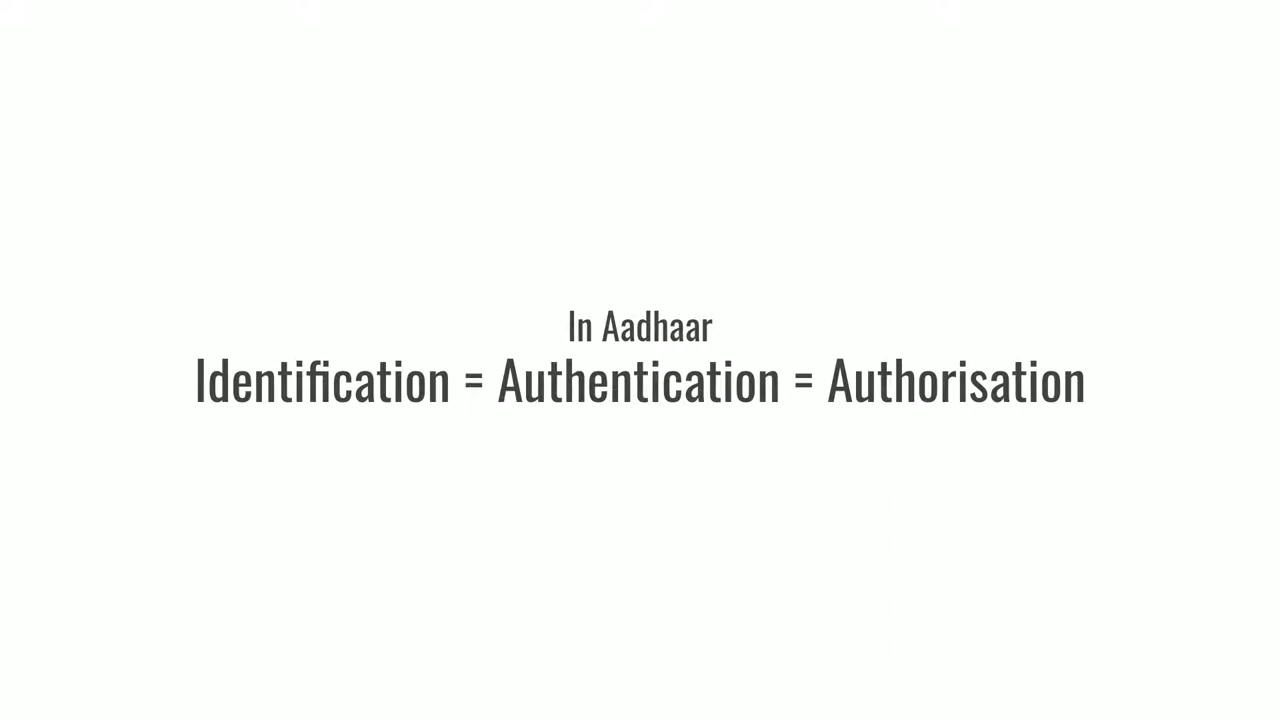 In Aadhaar
Identification = Authentication = Authorisation